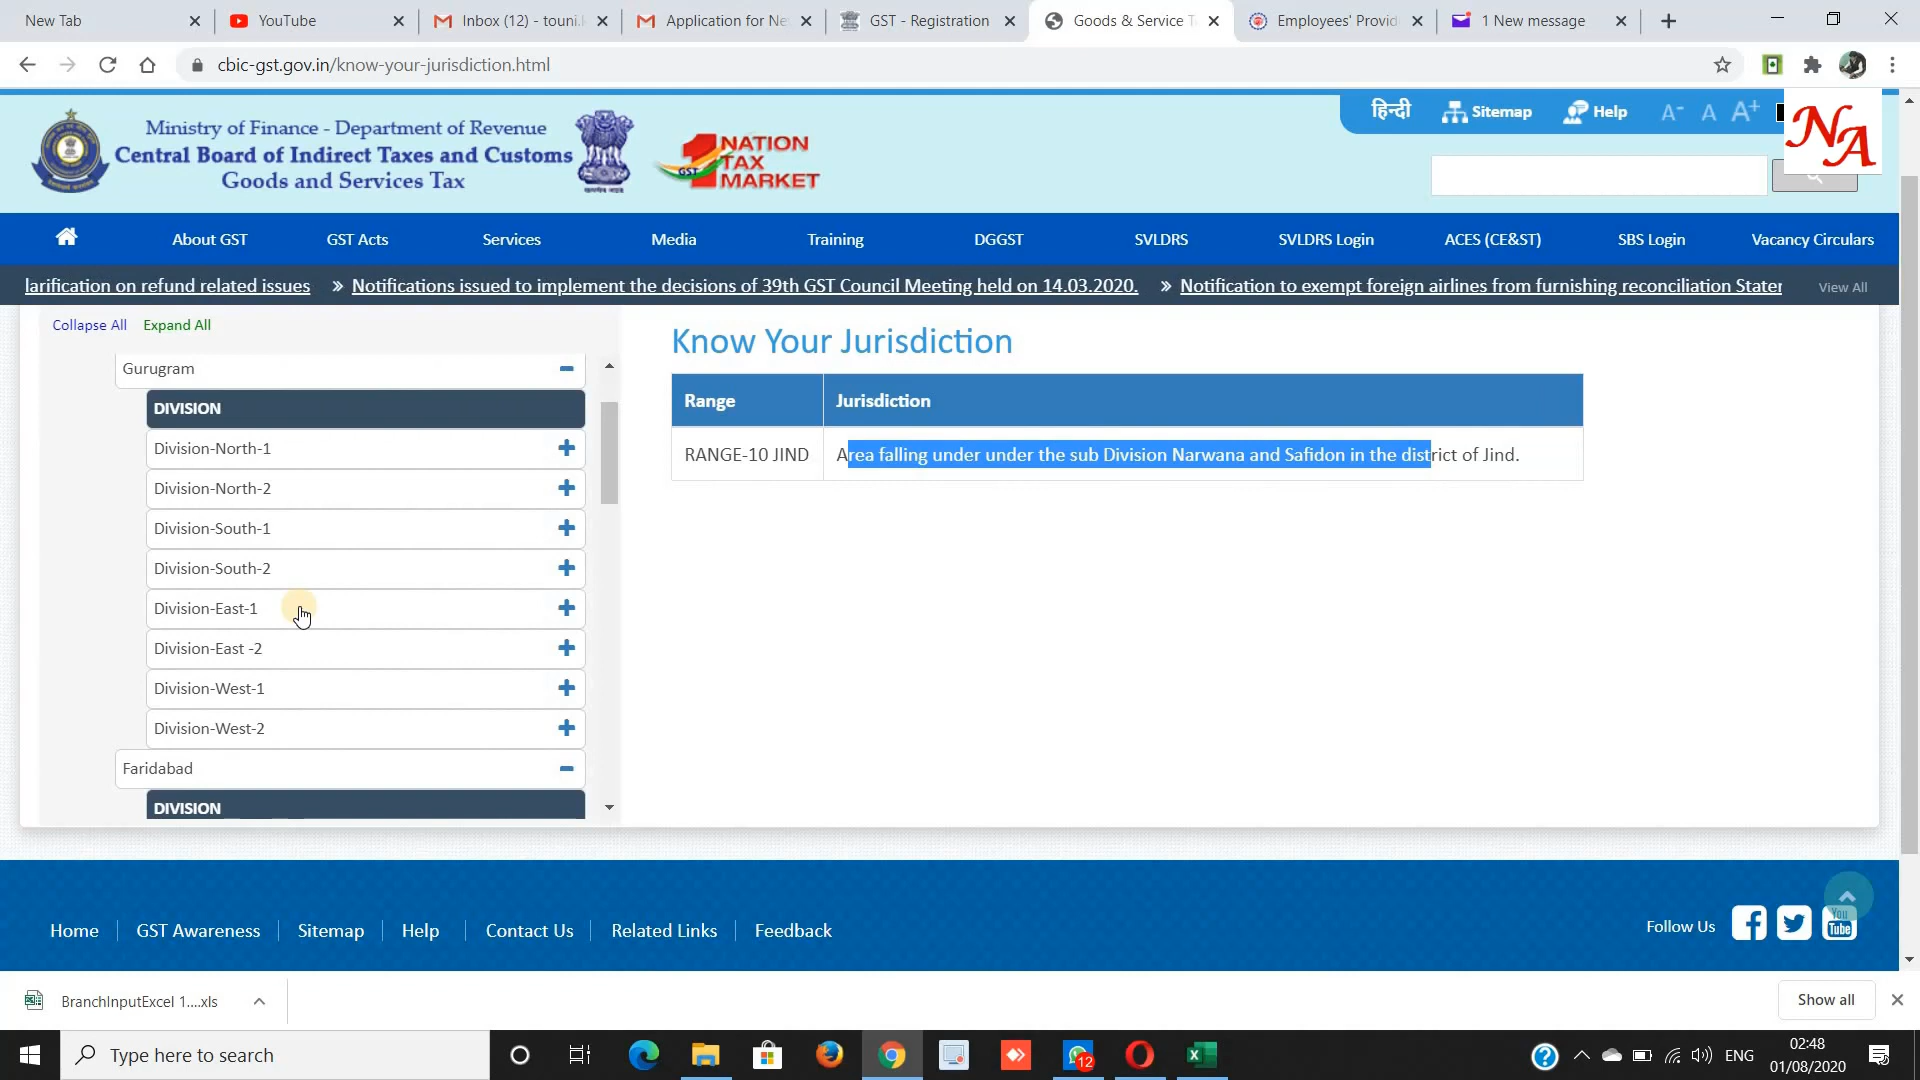 New Tab
YouTube
Inbox (12) - touni.
Application for Ne
GST - Registration
Goods & Service T
Employees' Provid
1 New message
cbic-gst.gov.in/know-your-jurisdiction.html
Ministry of Finance - Department of Revenue
Central Board of Indirect Taxes and Customs
Goods and Services Tax
GST 1 NATION
TAX
MARKET
हिन्दी
Sitemap
Help
A-
A
A+
NA
About GST
GST Acts
Services
Media
Training
DGGST
SVLDRS
SVLDRS Login
ACES (CE&ST)
SBS Login
Vacancy Circulars
larification on refund related issues » Notifications issued to implement the decisions of 39th GST Council Meeting held on 14.03.2020. » Notification to exempt foreign airlines from furnishing reconciliation Stater
View All
Collapse All
Expand All
Gurugram
DIVISION
Division-North-1
Division-North-2
Division-South-1
Division-South-2
Division-East-1
Division-East -2
Division-West-1
Division-West-2
Faridabad
DIVISION
Know Your Jurisdiction
Range
Jurisdiction
RANGE-10 JIND
Area falling under under the sub Division Narwana and Safidon in the district of Jind.
Home
GST Awareness
Sitemap
Help
Contact Us
Related Links
Feedback
Follow Us
You
Tube
BranchInputExcel 1....xls
Show all
Type here to search
12
ENG
02:48
01/08/2020